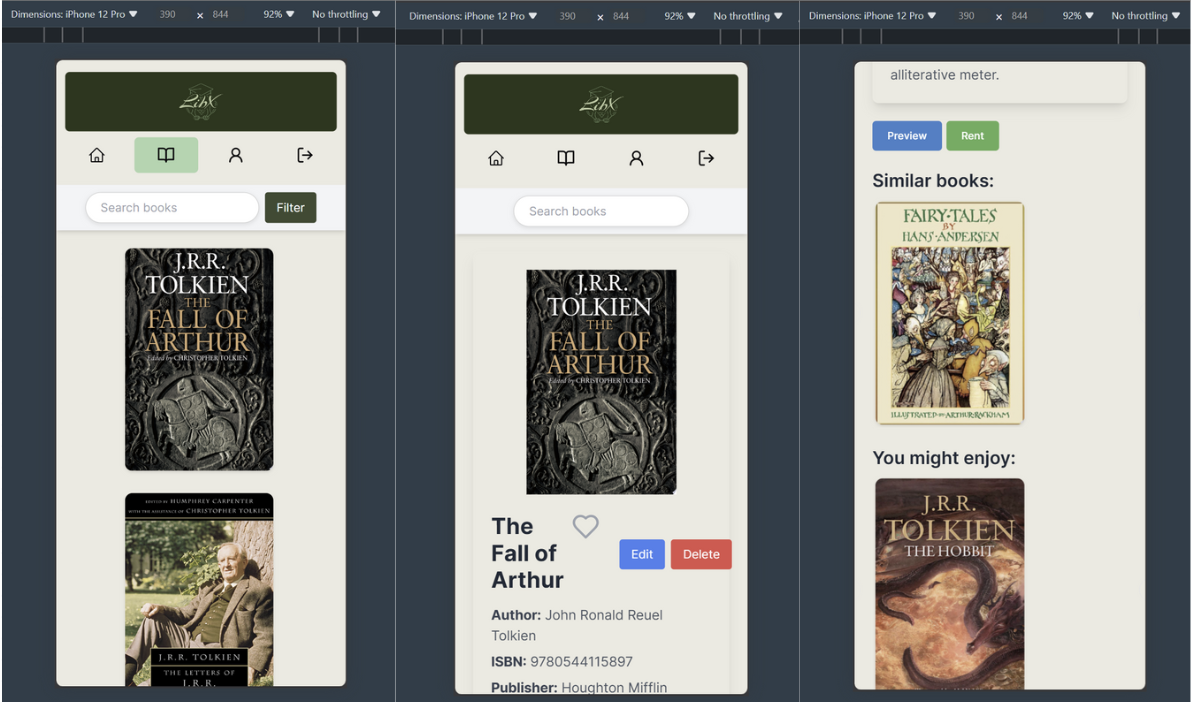 Dimensions: iPhone 12 Pro ▼ 390 × 844 92% ▼ No throttling ▼
LibX
Search books
Filter
J.R.R.
TOLKIEN
THE
FALL OF
ARTHUR
Edited by CHRISTOPHER TOLKIEN
EDITED BY HUMPHREY CARPENTER
WITH THE ASSISTANCE OF CHRISTOPHER TOLKIEN
J.R.R. TOLKIEN
THE LETTERS OF
J.R.R.
Dimensions: iPhone 12 Pro ▼ 390 × 844 92% ▼ No throttling ▼
LibX
Search books
J.R.R.
TOLKIEN
THE
FALL OF
ARTHUR
Edited by CHRISTOPHER TOLKIEN
The
Fall of
Arthur
Edit
Delete
Author: John Ronald Reuel
Tolkien
ISBN: 9780544115897
Publisher: Houghton Mifflin
Dimensions: iPhone 12 Pro ▼ 390 × 844 92% ▼ No throttling ▼
alliterative meter.
Preview
Rent
Similar books:
FAIRY·TALES
BY
HANS·ANDERSEN
ILLUSTRATED·BY·ARTHUR·RACKHAM
You might enjoy:
J.R.R.
TOLKIEN
THE HOBBIT